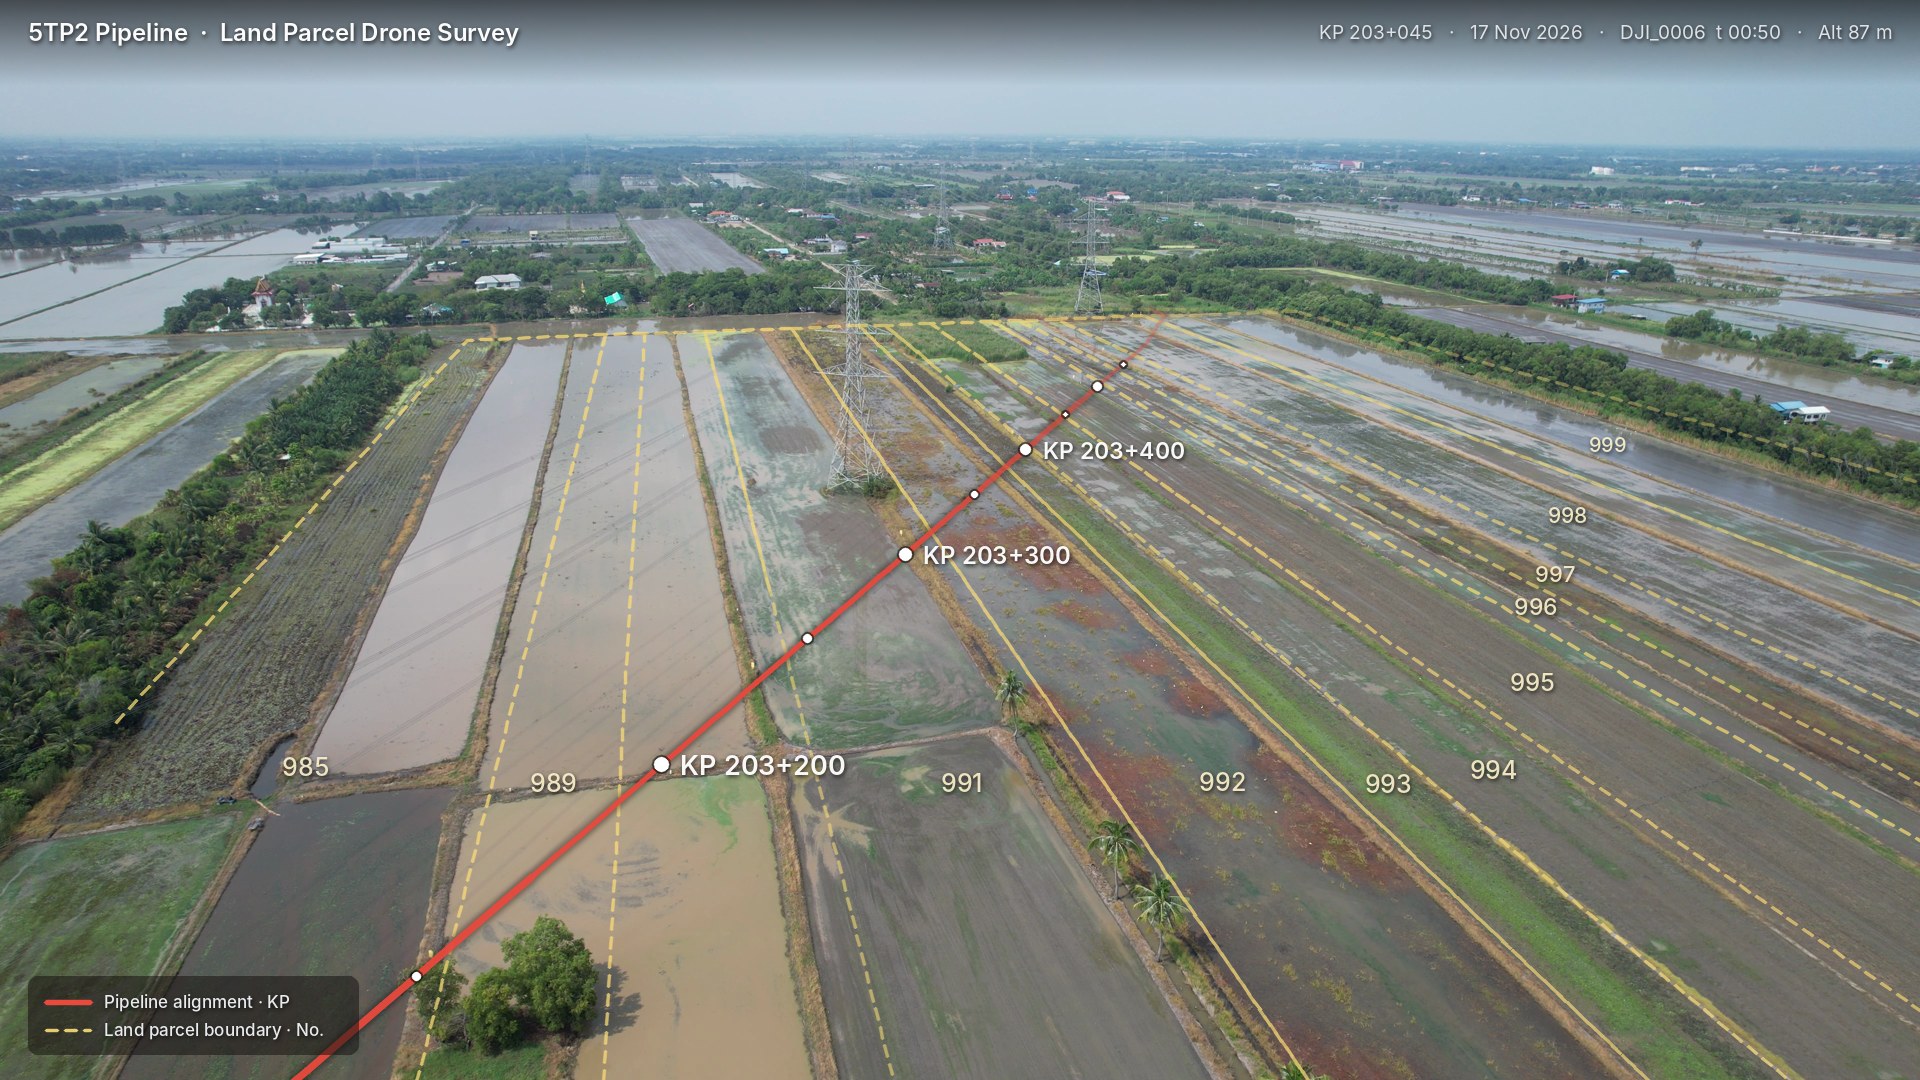 5TP2 Pipeline · Land Parcel Drone Survey
KP 203+045 · 17 Nov 2026 · DJI_0006 t 00:50 · Alt 87 m
999
KP 203+400
998
KP 203+300
997
996
995
KP 203+200
985
989
991
992
993
994
Pipeline alignment · KP
Land parcel boundary · No.